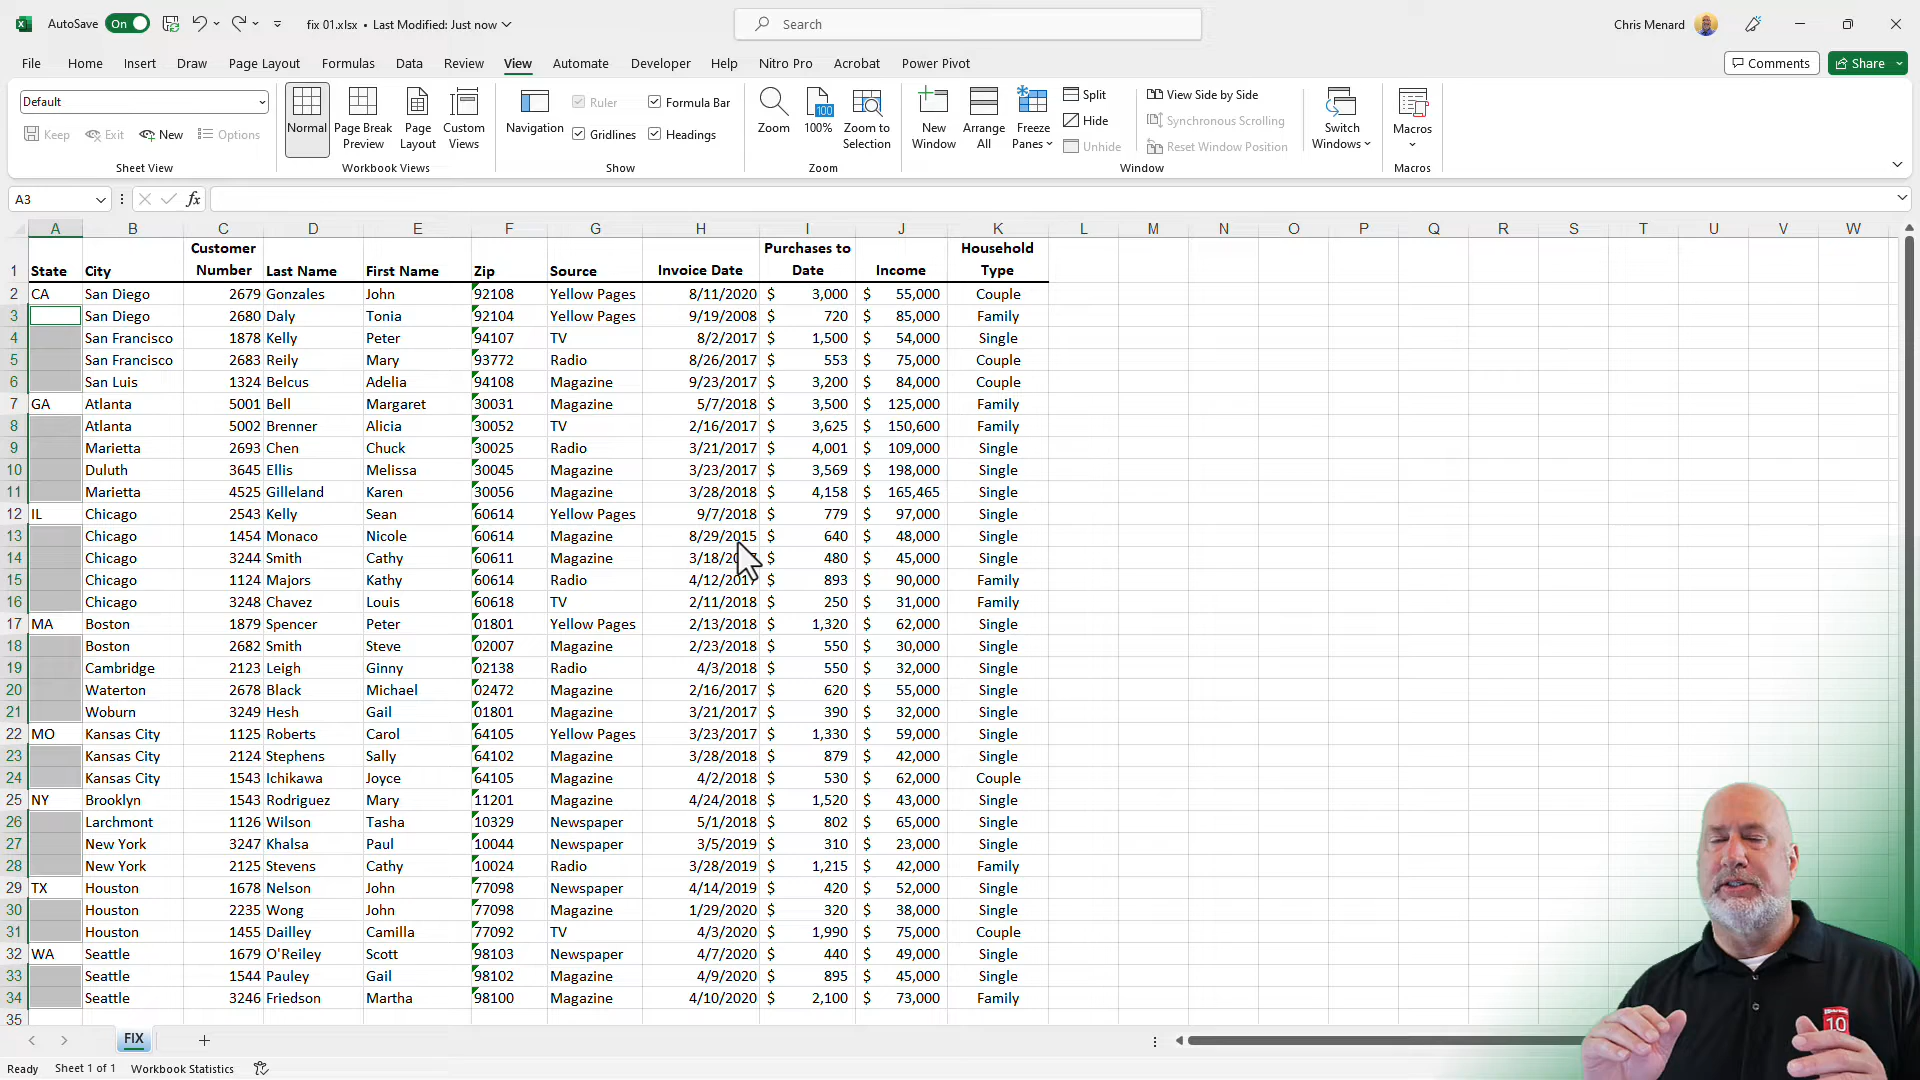 AutoSave On fix 01.xlsx • Last Modified: Just now Search Chris Menard
File Home Insert Draw Page Layout Formulas Data Review View Automate Developer Help Nitro Pro Acrobat Power Pivot Comments Share
Default
Keep Exit New Options
Sheet View
Normal
Page Break Preview
Page Layout
Custom Views
Workbook Views
Navigation
Ruler Formula Bar
Gridlines Headings
Show
Zoom
100
100%
Zoom to Selection
Zoom
New Window
Arrange All
Freeze Panes
Split
Hide
Unhide
View Side by Side
Synchronous Scrolling
Reset Window Position
Window
Switch Windows
Macros
Macros
A3 fx
A B C D E F G H I J K L M N O P Q R S T U V W
1 State City Customer Number Last Name First Name Zip Source Invoice Date Purchases to Date Income Household Type
2 CA San Diego 2679 Gonzales John 92108 Yellow Pages 8/11/2020 $ 3,000 $ 55,000 Couple
3 San Diego 2680 Daly Tonia 92104 Yellow Pages 9/19/2008 $ 720 $ 85,000 Family
4 San Francisco 1878 Kelly Peter 94107 TV 8/2/2017 $ 1,500 $ 54,000 Single
5 San Francisco 2683 Reily Mary 93772 Radio 8/26/2017 $ 553 $ 75,000 Couple
6 San Luis 1324 Belcus Adelia 94108 Magazine 9/23/2017 $ 3,200 $ 84,000 Couple
7 GA Atlanta 5001 Bell Margaret 30031 Magazine 5/7/2018 $ 3,500 $ 125,000 Family
8 Atlanta 5002 Brenner Alicia 30052 TV 2/16/2017 $ 3,625 $ 150,600 Family
9 Marietta 2693 Chen Chuck 30025 Radio 3/21/2017 $ 4,001 $ 109,000 Single
10 Duluth 3645 Ellis Melissa 30045 Magazine 3/23/2017 $ 3,569 $ 198,000 Single
11 Marietta 4525 Gilleland Karen 30056 Magazine 3/28/2018 $ 4,158 $ 165,465 Single
12 IL Chicago 2543 Kelly Sean 60614 Yellow Pages 9/7/2018 $ 779 $ 97,000 Single
13 Chicago 1454 Monaco Nicole 60614 Magazine 8/29/2015 $ 640 $ 48,000 Single
14 Chicago 3244 Smith Cathy 60611 Magazine $ 480 $ 45,000 Single
15 Chicago 1124 Majors Kathy 60614 Radio 4/12/2017 $ 893 $ 90,000 Family
16 Chicago 3248 Chavez Louis 60618 TV 2/11/2018 $ 250 $ 31,000 Family
17 MA Boston 1879 Spencer Peter 01801 Yellow Pages 2/13/2018 $ 1,320 $ 62,000 Single
18 Boston 2682 Smith Steve 02007 Magazine 2/23/2018 $ 550 $ 30,000 Single
19 Cambridge 2123 Leigh Ginny 02138 Radio 4/3/2018 $ 550 $ 32,000 Single
20 Waterton 2678 Black Michael 02472 Magazine 2/16/2017 $ 620 $ 55,000 Single
21 Woburn 3249 Hesh Gail 01801 Magazine 3/21/2017 $ 390 $ 32,000 Single
22 MO Kansas City 1125 Roberts Carol 64105 Yellow Pages 3/23/2017 $ 1,330 $ 59,000 Single
23 Kansas City 2124 Stephens Sally 64102 Magazine 3/28/2018 $ 879 $ 42,000 Single
24 Kansas City 1543 Ichikawa Joyce 64105 Magazine 4/2/2018 $ 530 $ 62,000 Couple
25 NY Brooklyn 1543 Rodriguez Mary 11201 Magazine 4/24/2018 $ 1,520 $ 43,000 Single
26 Larchmont 1126 Wilson Tasha 10329 Newspaper 5/1/2018 $ 802 $ 65,000 Single
27 New York 3247 Khalsa Paul 10044 Newspaper 3/5/2019 $ 310 $ 23,000 Single
28 New York 2125 Stevens Cathy 10024 Radio 3/28/2019 $ 1,215 $ 42,000 Family
29 TX Houston 1678 Nelson John 77098 Newspaper 4/14/2019 $ 420 $ 52,000 Single
30 Houston 2235 Wong John 77098 Magazine 1/29/2020 $ 320 $ 38,000 Single
31 Houston 1455 Dailley Camilla 77092 TV 4/3/2020 $ 1,990 $ 75,000 Couple
32 WA Seattle 1679 O'Reiley Scott 98103 Newspaper 4/7/2020 $ 440 $ 49,000 Single
33 Seattle 1544 Pauley Gail 98102 Magazine 4/9/2020 $ 895 $ 45,000 Single
34 Seattle 3246 Friedson Martha 98100 Magazine 4/10/2020 $ 2,100 $ 73,000 Family
35
FIX
Ready Sheet 1 of 1 Workbook Statistics
10